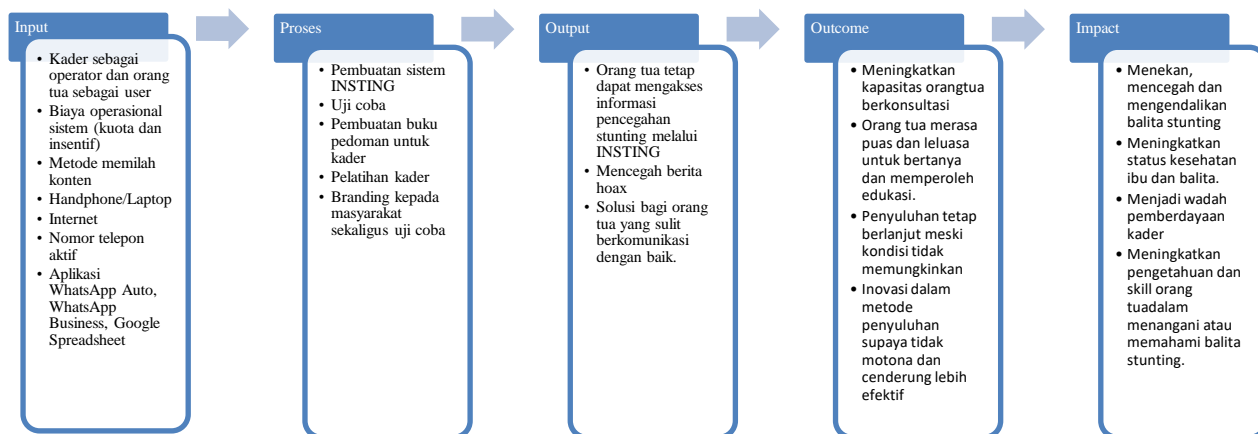 Input
• Kader sebagai
operator dan orang
tua sebagai user
• Biaya operasional
sistem (kuota dan
insentif)
• Metode memilah
konten
• Handphone/Laptop
• Internet
• Nomor telepon
aktif
• Aplikasi
WhatsApp Auto,
WhatsApp
Business, Google
Spreadsheet
Proses
• Pembuatan sistem
INSTING
• Uji coba
• Pembuatan buku
pedoman untuk
kader
• Pelatihan kader
• Branding kepada
masyarakat
sekaligus uji coba
Output
• Orang tua tetap
dapat mengakses
informasi
pencegahan
stunting melalui
INSTING
• Mencegah berita
hoax
• Solusi bagi orang
tua yang sulit
berkomunikasi
dengan baik.
Outcome
• Meningkatkan
kapasitas orangtua
berkonsultasi
• Orang tua merasa
puas dan leluasa
untuk bertanya
dan memperoleh
edukasi.
• Penyuluhan tetap
berlanjut meski
kondisi tidak
memungkinkan
• Inovasi dalam
metode
penyuluhan
supaya tidak
motona dan
cenderung lebih
efektif
Impact
• Menekan,
mencegah dan
mengendalikan
balita stunting
• Meningkatkan
status kesehatan
ibu dan balita.
• Menjadi wadah
pemberdayaan
kader
• Meningkatkan
pengetahuan dan
skill orang
tuadalam
menangani atau
memahami balita
stunting.